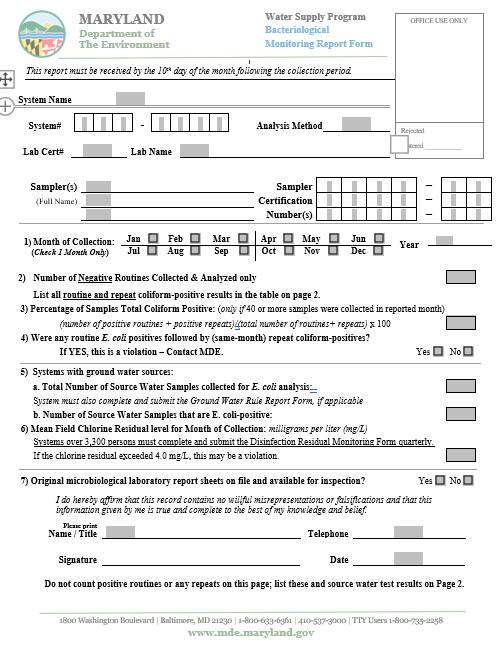 MARYLAND
Department of
The Environment
Water Supply Program
Bacteriological
Monitoring Report Form
OFFICE USE ONLY
This report must be received by the 10th day of the month following the collection period.
System Name
System# - Analysis Method
Rejected
Entered
Lab Cert# Lab Name
Sampler(s) Sampler – 
(Full Name) Certification –
Number(s) –
1) Month of Collection: Jan Feb Mar Apr May Jun Year
(Check 1 Month Only) Jul Aug Sep Oct Nov Dec
2) Number of Negative Routines Collected & Analyzed only
List all routine and repeat coliform-positive results in the table on page 2.
3) Percentage of Samples Total Coliform Positive: (only if 40 or more samples were collected in reported month)
(number of positive routines + positive repeats)/(total number of routines+ repeats) x 100
4) Were any routine E. coli positives followed by (same-month) repeat coliform-positives?
If YES, this is a violation – Contact MDE. Yes No
5) Systems with ground water sources:
a. Total Number of Source Water Samples collected for E. coli analysis:
System must also complete and submit the Ground Water Rule Report Form, if applicable
b. Number of Source Water Samples that are E. coli-positive:
6) Mean Field Chlorine Residual level for Month of Collection: milligrams per liter (mg/L)
Systems over 3,300 persons must complete and submit the Disinfection Residual Monitoring Form quarterly.
If the chlorine residual exceeded 4.0 mg/L, this may be a violation.
7) Original microbiological laboratory report sheets on file and available for inspection? Yes No
I do hereby affirm that this record contains no willful misrepresentations or falsifications and that this
information given by me is true and complete to the best of my knowledge and belief.
Please print
Name / Title Telephone
Signature Date
Do not count positive routines or any repeats on this page; list these and source water test results on Page 2.
1800 Washington Boulevard | Baltimore, MD 21230 | 1-800-633-6361 | 410-537-3000 | TTY Users 1-800-735-2258
www.mde.maryland.gov